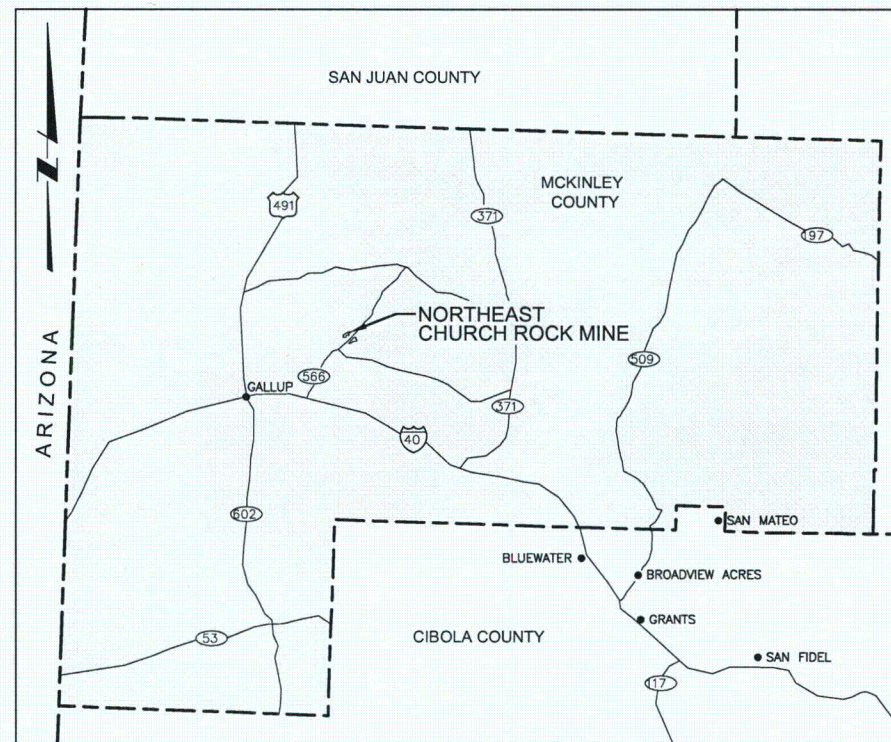 SAN JUAN COUNTY
MCKINLEY
COUNTY
491
371
197
NORTHEAST
CHURCH ROCK MINE
ARIZONA
509
566
GALLUP
371
40
602
SAN MATEO
BLUEWATER
BROADVIEW ACRES
GRANTS
53
CIBOLA COUNTY
SAN FIDEL
117